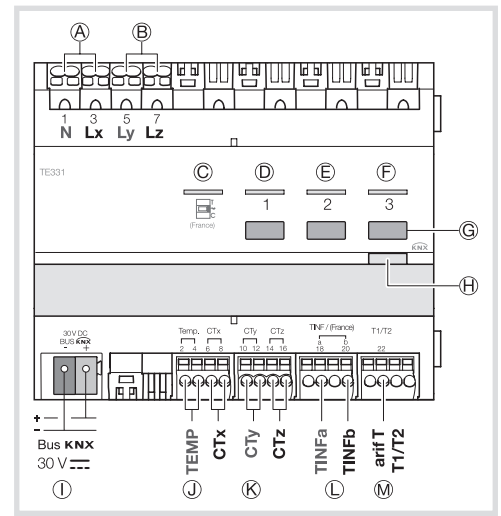 A B
1 3 5 7
N Lx Ly Lz
TE331
C D E F
T
C
(France)
1 2 3
G
KNX
H
30V DC
BUS KNX
- +
Temp. CTx CTy CTz TINF / (France) T1/T2
a b
2 4 6 8 10 12 14 16 18 20 22
+
-
Bus KNX
30 V
TEMP
CTx
CTy
CTz
TINFa
TINFb
arif T
T1/T2
I J K L M